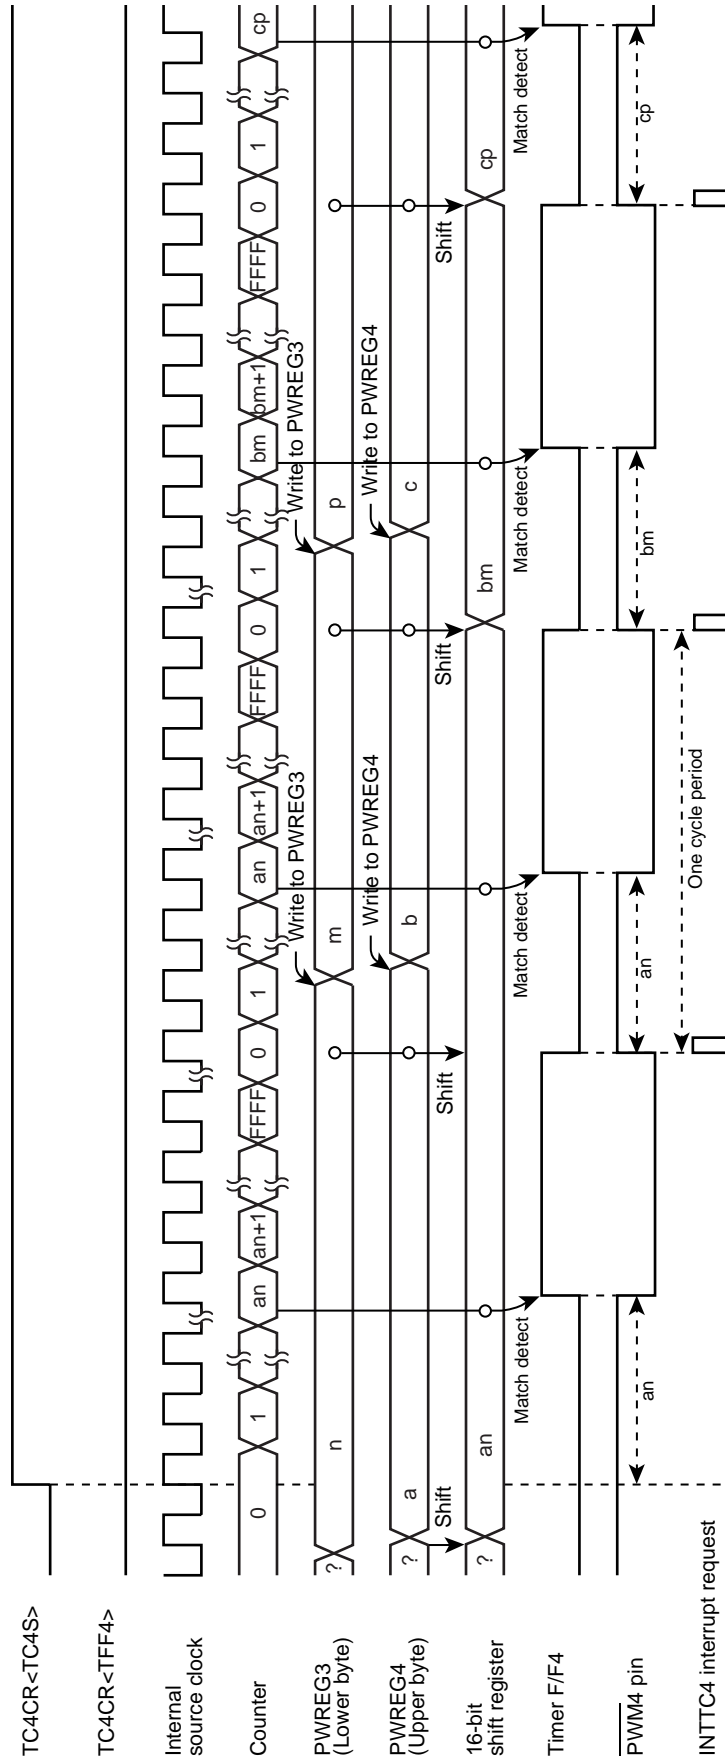 TC4CR<TC4S>
TC4CR<TFF4>
Internal
source clock
Counter
0
1
an
an+1
FFFF
0
1
an
an+1
FFFF
0
1
bm
bm+1
FFFF
0
1
cp
PWREG3
(Lower byte)
?
n
Write to PWREG3
m
Write to PWREG3
p
PWREG4
(Upper byte)
?
a
Write to PWREG4
b
Write to PWREG4
c
Shift
Shift
Shift
Shift
16-bit
shift register
?
an
bm
cp
Match detect
Match detect
Match detect
Match detect
Timer F/F4
PWM4 pin
an
an
bm
cp
One cycle period
INTTC4 interrupt request